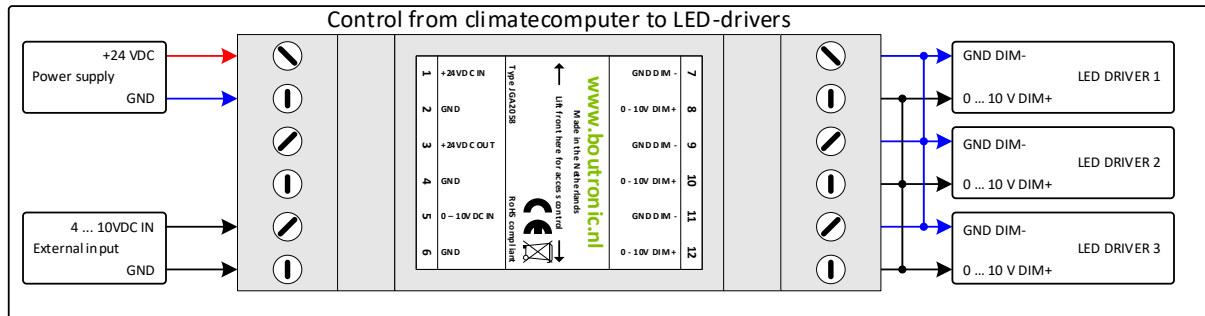 Control from climatecomputer to LED-drivers
+24 VDC
Power supply
GND
4 ... 10VDC IN
External input
GND
1 +24VDC IN
2 GND
3 +24VDC OUT
4 GND
5 0 – 10VDC IN
6 GND
Type JGA2058
RoHS compliant
Lift front here for access control
Made in the Netherlands
www.boutronic.nl
CE
GND DIM - 7
0 - 10V DIM+ 8
GND DIM - 9
0 - 10V DIM+ 10
GND DIM - 11
0 - 10V DIM+ 12
GND DIM-
LED DRIVER 1
0 ... 10 V DIM+
GND DIM-
LED DRIVER 2
0 ... 10 V DIM+
GND DIM-
LED DRIVER 3
0 ... 10 V DIM+